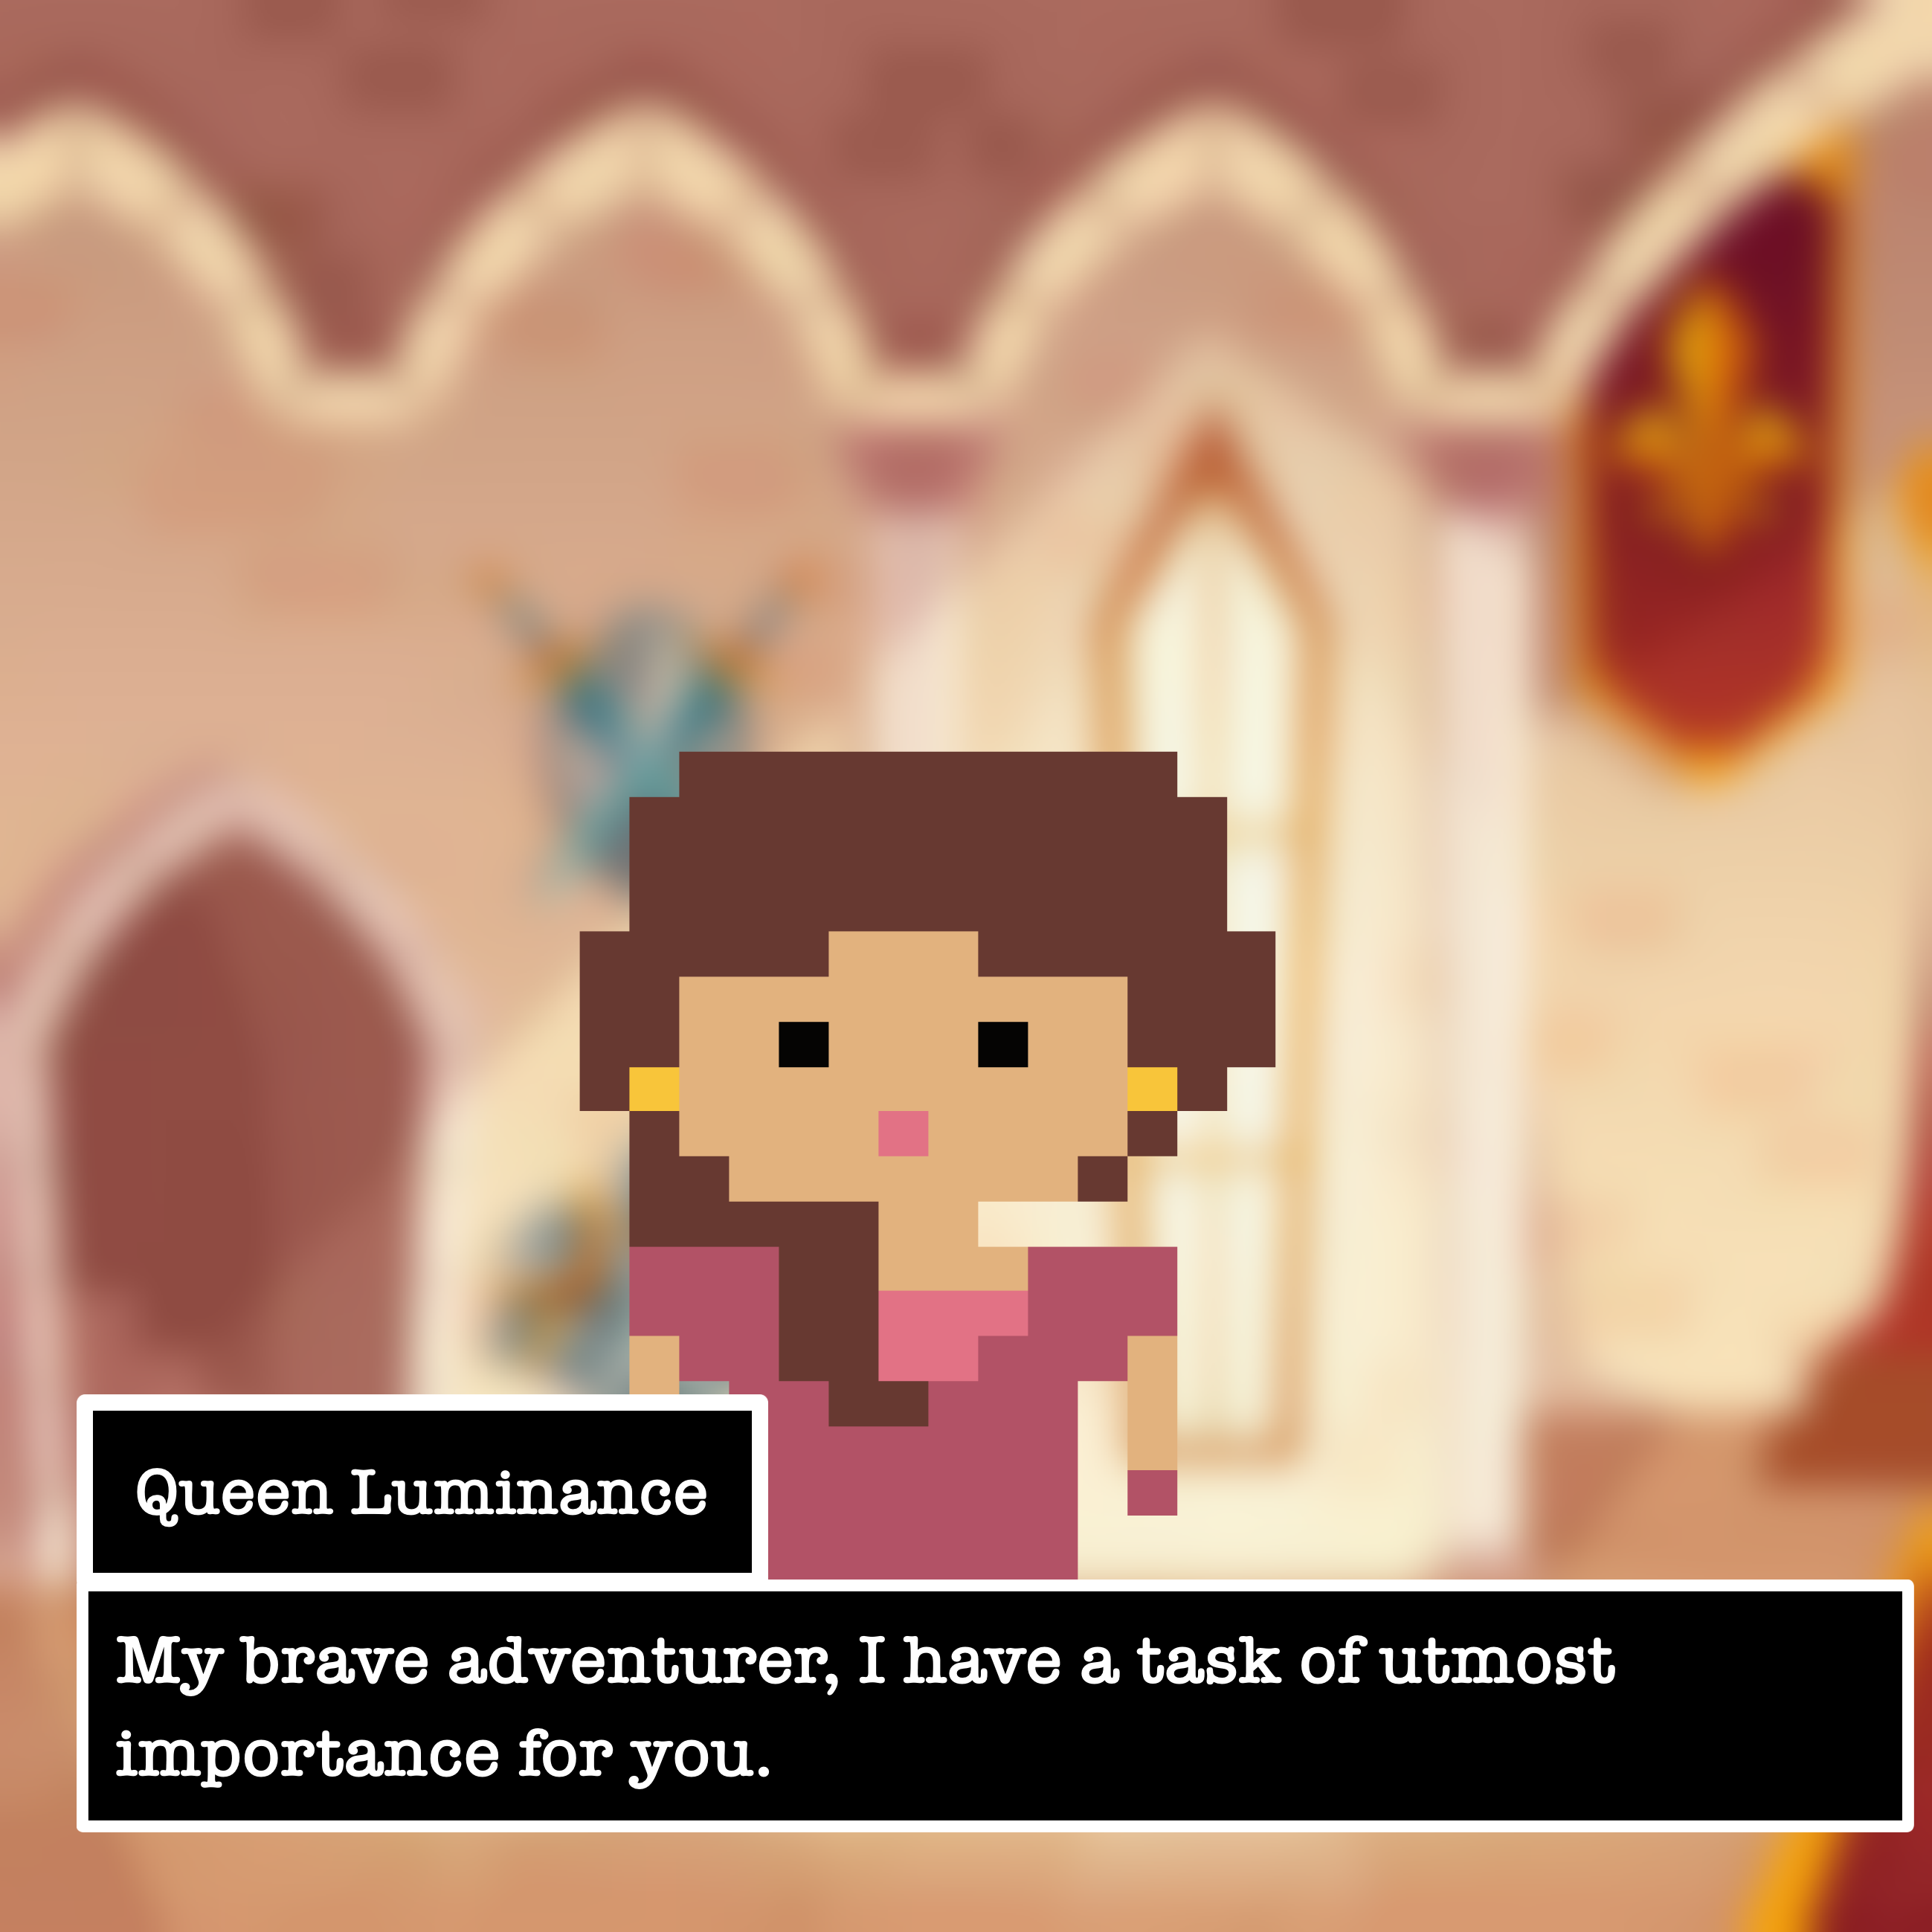 Queen Luminance
My brave adventurer, I have a task of utmost
importance for you.